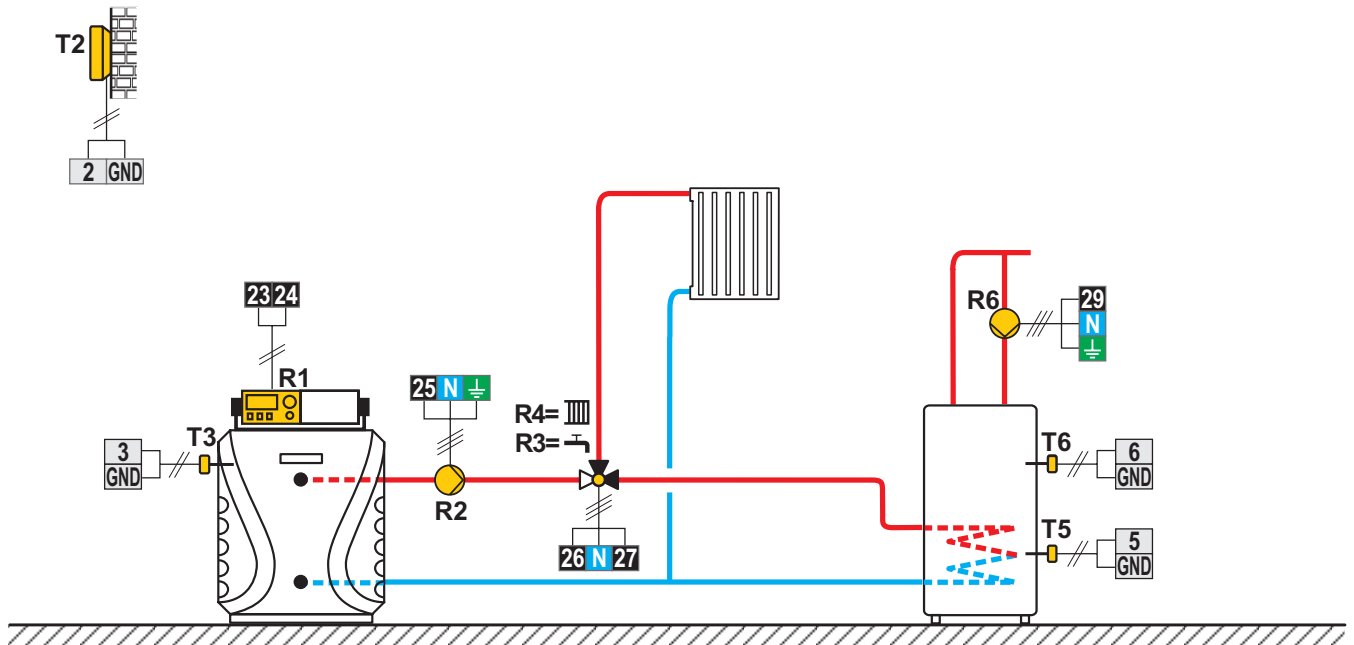 T2
2 GND
23 24
R1
T3
3
GND
25 N
R2
R4=
R3=
26 N 27
R6
29
N
T6
6
GND
T5
5
GND